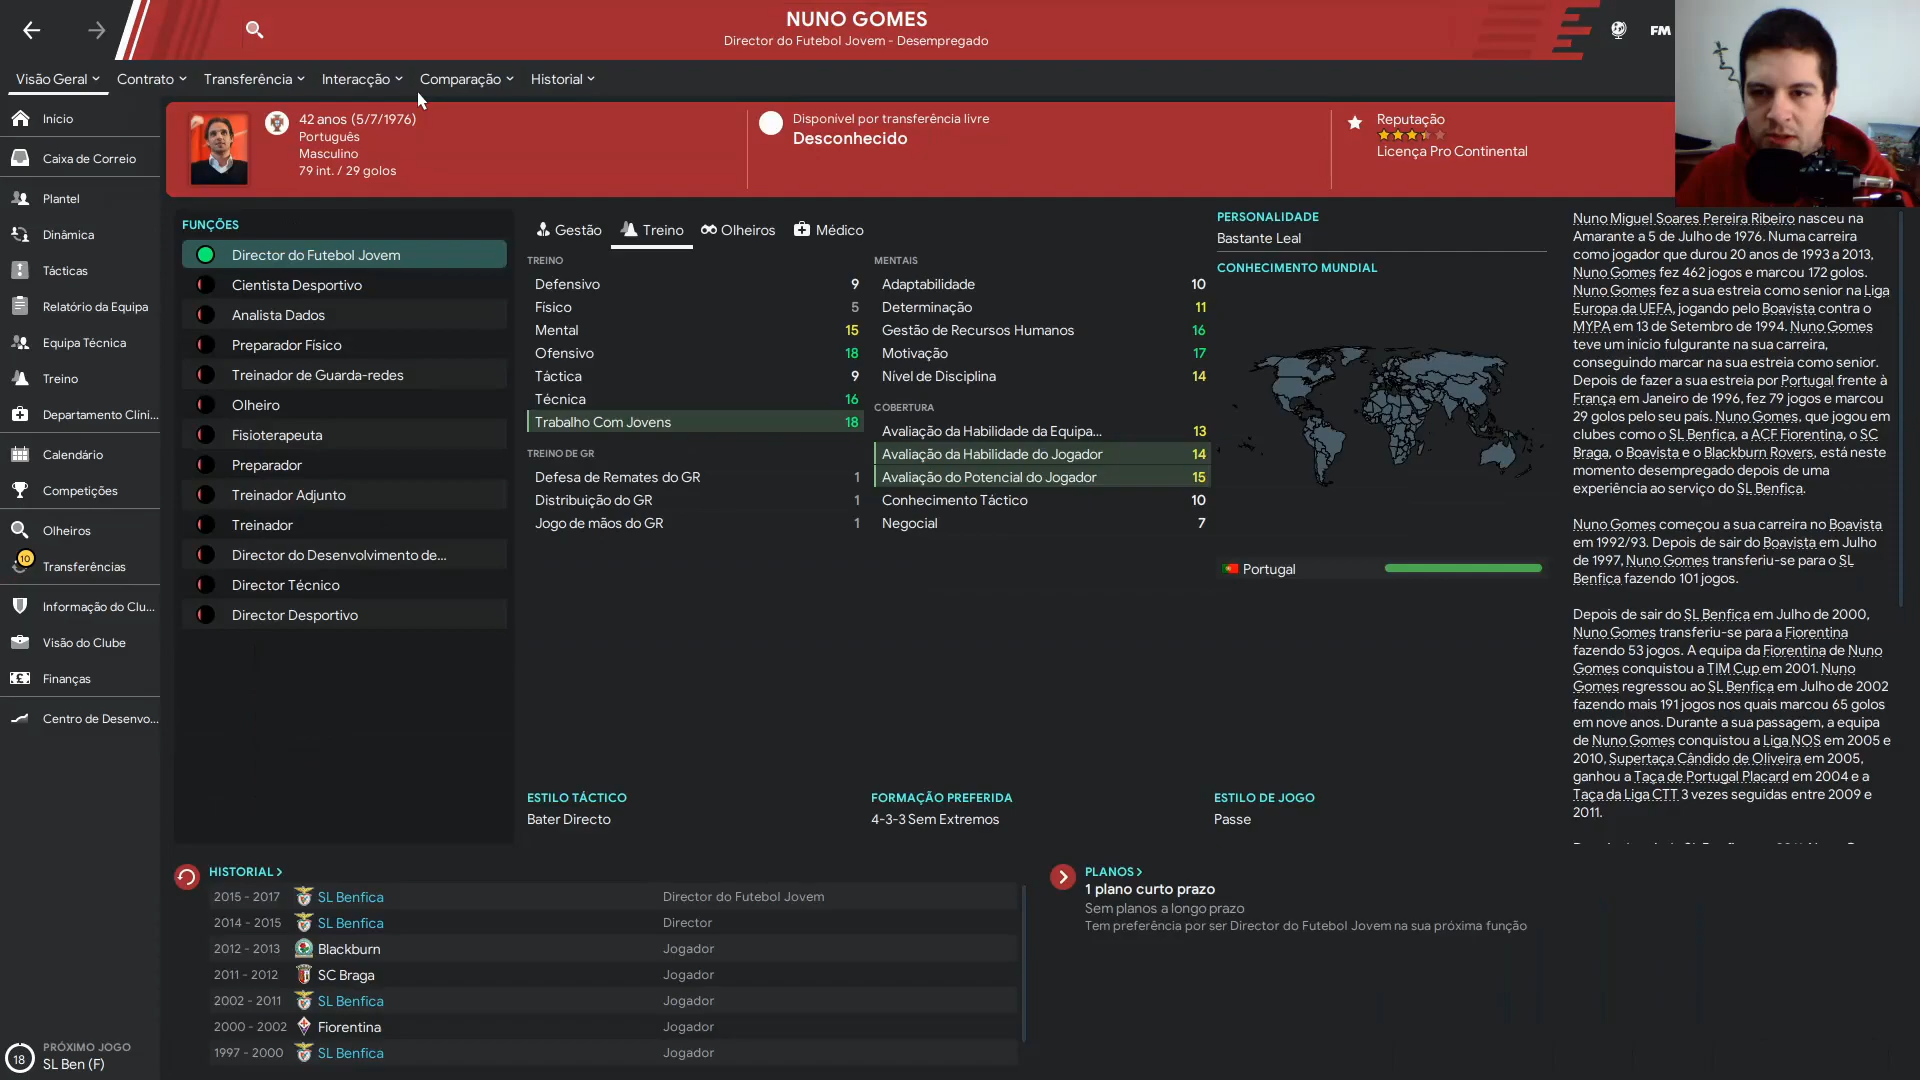 NUNO GOMES
Director do Futebol Jovem - Desempregado
FM
Visão Geral
Contrato
Transferência
Interacção
Comparação
Historial
Início
Caixa de Correio
Plantel
Dinâmica
Tácticas
Relatório da Equipa
Equipa Técnica
Treino
Departamento Clíni...
Calendário
Competições
Olheiros
10
Transferências
Informação do Clu...
Visão do Clube
Finanças
Centro de Desenvo...
18
PRÓXIMO JOGO
SL Ben (F)
42 anos (5/7/1976)
Português
Masculino
79 int. / 29 golos
Disponível por transferência livre
Desconhecido
Reputação
Licença Pro Continental
FUNÇÕES
Director do Futebol Jovem
Cientista Desportivo
Analista Dados
Preparador Físico
Treinador de Guarda-redes
Olheiro
Fisioterapeuta
Preparador
Treinador Adjunto
Treinador
Director do Desenvolvimento de...
Director Técnico
Director Desportivo
Gestão
Treino
Olheiros
Médico
TREINO
Defensivo 9
Físico 5
Mental 15
Ofensivo 18
Táctica 9
Técnica 16
Trabalho Com Jovens 18
TREINO DE GR
Defesa de Remates do GR 1
Distribuição do GR 1
Jogo de mãos do GR 1
MENTAIS
Adaptabilidade 10
Determinação 11
Gestão de Recursos Humanos 16
Motivação 17
Nível de Disciplina 14
COBERTURA
Avaliação da Habilidade da Equipa... 13
Avaliação da Habilidade do Jogador 14
Avaliação do Potencial do Jogador 15
Conhecimento Táctico 10
Negocial 7
PERSONALIDADE
Bastante Leal
CONHECIMENTO MUNDIAL
Portugal
ESTILO TÁCTICO
Bater Directo
FORMAÇÃO PREFERIDA
4-3-3 Sem Extremos
ESTILO DE JOGO
Passe
Nuno Miguel Soares Pereira Ribeiro nasceu na
Amarante a 5 de Julho de 1976. Numa carreira
como jogador que durou 20 anos de 1993 a 2013,
Nuno Gomes fez 462 jogos e marcou 172 golos.
Nuno Gomes fez a sua estreia como senior na Liga
Europa da UEFA, jogando pelo Boavista contra o
MYPA em 13 de Setembro de 1994. Nuno Gomes
teve um início fulgurante na sua carreira,
conseguindo marcar na sua estreia como senior.
Depois de fazer a sua estreia por Portugal frente à
França em Janeiro de 1996, fez 79 jogos e marcou
29 golos pelo seu país. Nuno Gomes, que jogou em
clubes como o SL Benfica, a ACF Fiorentina, o SC
Braga, o Boavista e o Blackburn Rovers, está neste
momento desempregado depois de uma
experiência ao serviço do SL Benfica.
Nuno Gomes começou a sua carreira no Boavista
em 1992/93. Depois de sair do Boavista em Julho
de 1997, Nuno Gomes transferiu-se para o SL
Benfica fazendo 101 jogos.
Depois de sair do SL Benfica em Julho de 2000,
Nuno Gomes transferiu-se para a Fiorentina
fazendo 53 jogos. A equipa da Fiorentina de Nuno
Gomes conquistou a TIM Cup em 2001. Nuno
Gomes regressou ao SL Benfica em Julho de 2002
fazendo mais 191 jogos nos quais marcou 65 golos
em nove anos. Durante a sua passagem, a equipa
de Nuno Gomes conquistou a Liga NOS em 2005 e
2010, Supertaça Cândido de Oliveira em 2005,
ganhou a Taça de Portugal Placard em 2004 e a
Taça da Liga CTT 3 vezes seguidas entre 2009 e
2011.
HISTORIAL
2015 - 2017 SL Benfica Director do Futebol Jovem
2014 - 2015 SL Benfica Director
2012 - 2013 Blackburn Jogador
2011 - 2012 SC Braga Jogador
2002 - 2011 SL Benfica Jogador
2000 - 2002 Fiorentina Jogador
1997 - 2000 SL Benfica Jogador
PLANOS
1 plano curto prazo
Sem planos a longo prazo
Tem preferência por ser Director do Futebol Jovem na sua próxima função